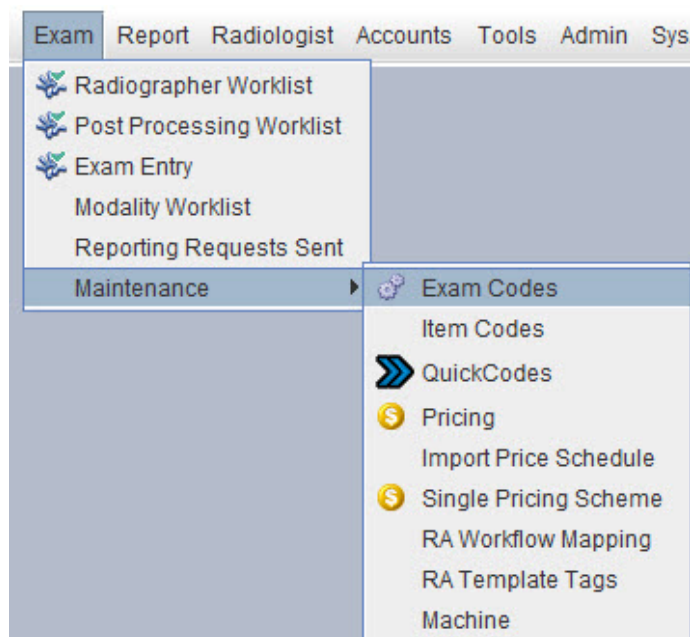 Exam Report Radiologist Accounts Tools Admin Sys
Radiographer Worklist
Post Processing Worklist
Exam Entry
Modality Worklist
Reporting Requests Sent
Maintenance
Exam Codes
Item Codes
QuickCodes
Pricing
Import Price Schedule
Single Pricing Scheme
RA Workflow Mapping
RA Template Tags
Machine